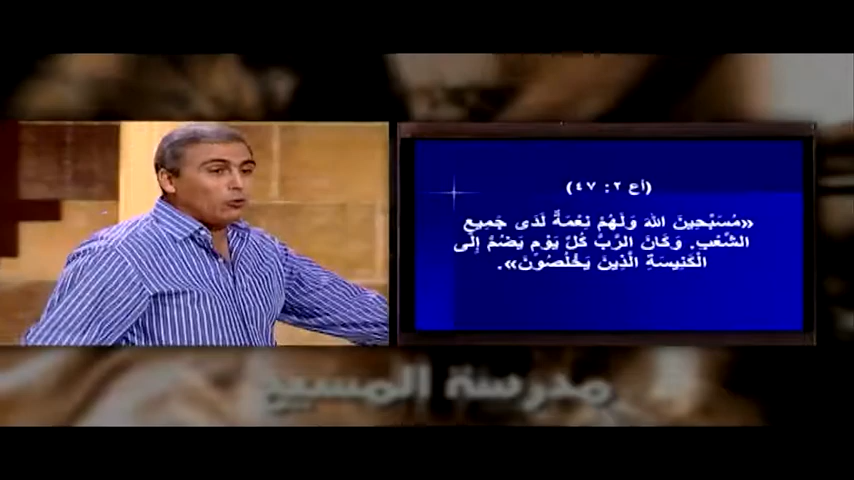 (أع ٢: ٤٧)
«مُسَبِّحِينَ اللهَ وَلَهُمْ نِعْمَةٌ لَدَى جَمِيعِ
الشَّعْبِ. وَكَانَ الرَّبُّ كُلَّ يَوْمٍ يَضُمُّ إِلَى
الْكَنِيسَةِ الَّذِينَ يَخْلُصُونَ».
مدرسة المسيح